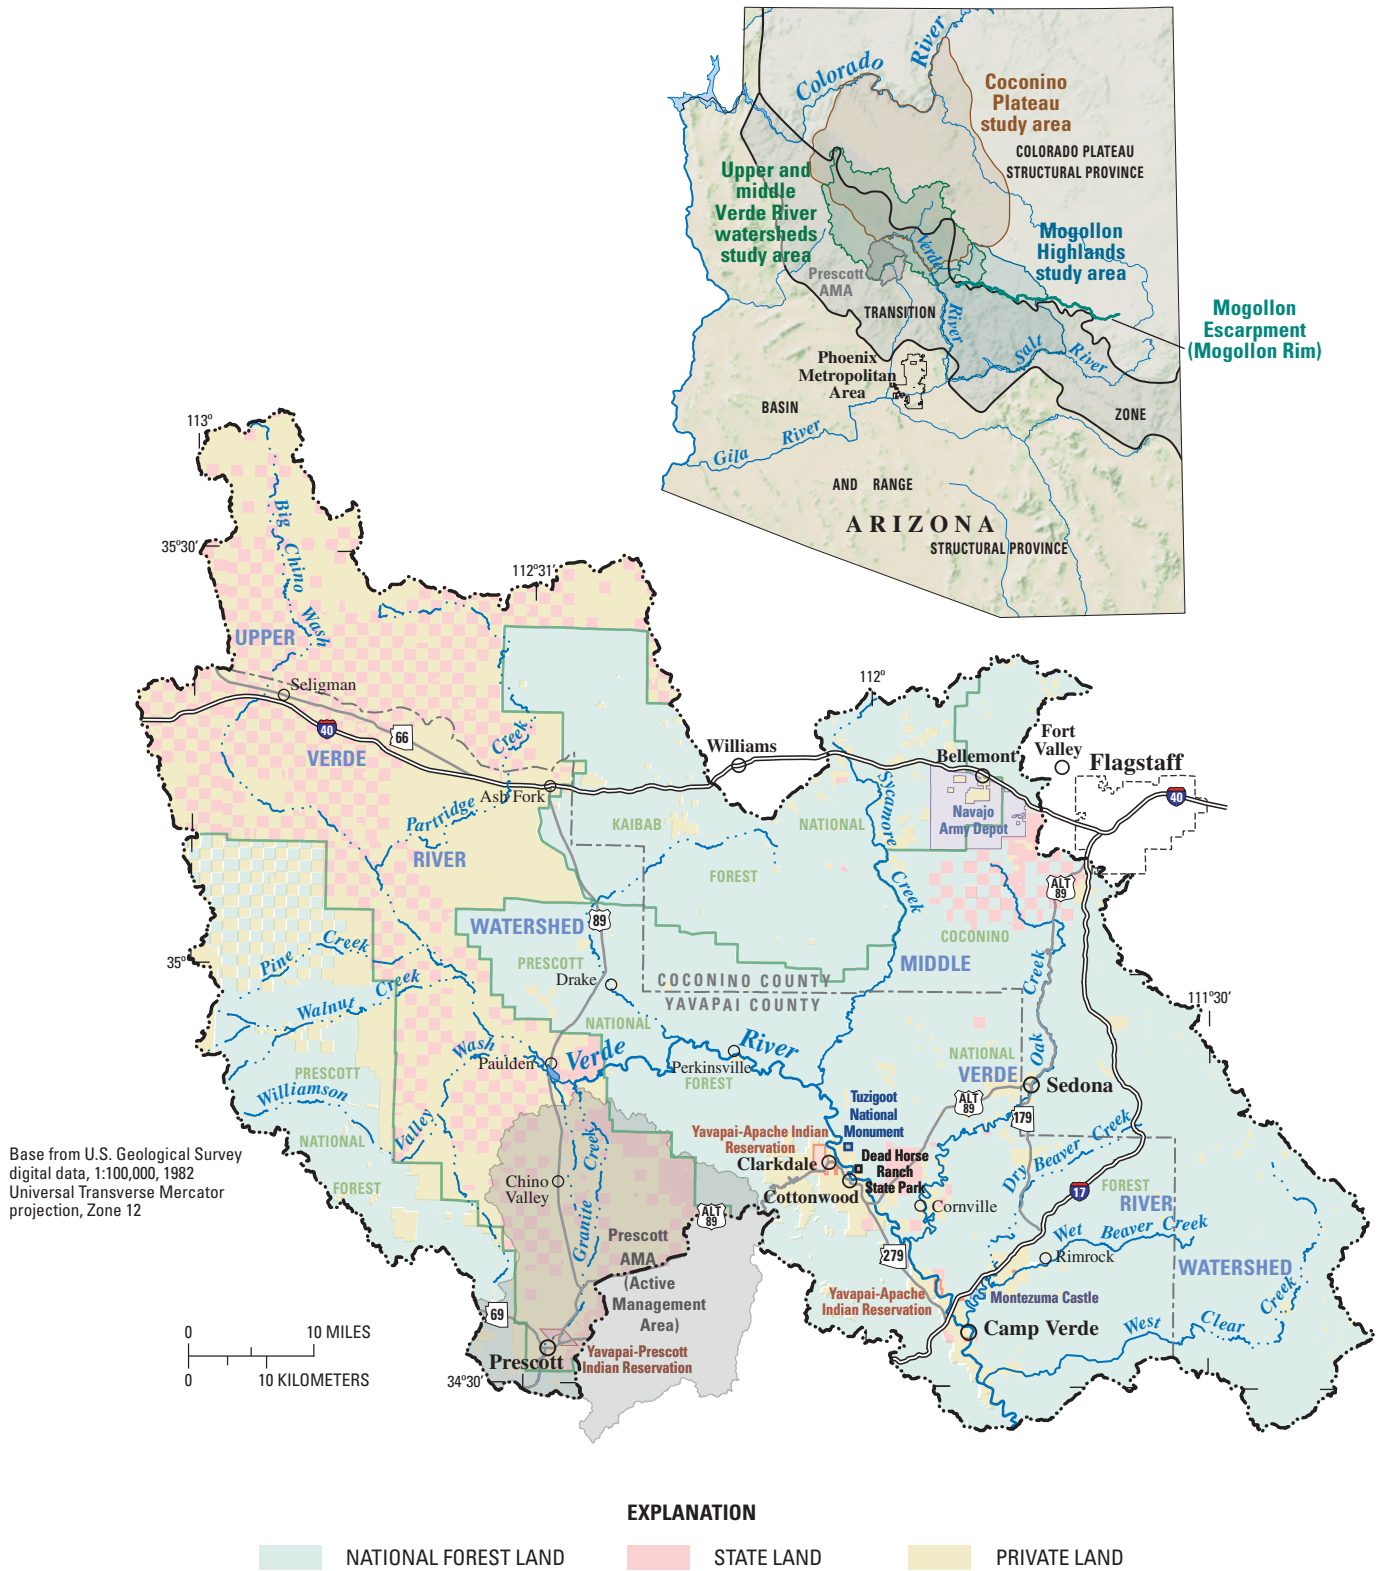 Colorado
River
Coconino
Plateau
study area
COLORADO PLATEAU
STRUCTURAL PROVINCE
Upper and
middle
Verde River
watersheds
study area
Verde
River
Mogollon
Highlands
study area
Prescott
AMA
TRANSITION
Mogollon
Escarpment
(Mogollon Rim)
Phoenix
Metropolitan
Area
Salt
River
BASIN
ZONE
Gila
River
AND RANGE
ARIZONA
STRUCTURAL PROVINCE
113°
35°30'
112°31'
Big
Chino
Wash
UPPER
Seligman
40
66
VERDE
Creek
112°
Williams
Bellemont
Fort
Valley
Flagstaff
40
Ash Fork
Partridge
KAIBAB
NATIONAL
Sycamore
Navajo
Army Depot
RIVER
FOREST
Creek
ALT
89
WATERSHED
89
COCONINO
Pine
Creek
PRESCOTT
MIDDLE
Creek
35°
Walnut
Creek
Drake
COCONINO COUNTY
YAVAPAI COUNTY
111°30'
NATIONAL
Wash
Verde
River
Paulden
Perkinsville
FOREST
NATIONAL
VERDE
Oak
Sedona
PRESCOTT
Williamson
Valley
NATIONAL
FOREST
Tuzigoot
National
Monument
ALT
89
179
Yavapai-Apache Indian
Reservation
Clarkdale
Dead Horse
Ranch
State Park
Cottonwood
Dry
Beaver
Creek
Base from U.S. Geological Survey
digital data, 1:100,000, 1982
Universal Transverse Mercator
projection, Zone 12
Chino
Valley
Creek
Granite
ALT
89
Cornville
17
FOREST
RIVER
Wet
Beaver Creek
Rimrock
Prescott
AMA
(Active
Management
Area)
279
WATERSHED
Yavapai-Apache
Indian Reservation
Montezuma Castle
Creek
69
Camp Verde
West
Clear
0
10 MILES
0
10 KILOMETERS
Prescott
Yavapai-Prescott
Indian Reservation
34°30'
EXPLANATION
NATIONAL FOREST LAND
STATE LAND
PRIVATE LAND